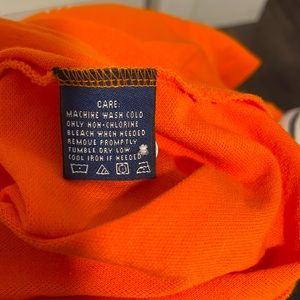 CARE:
MACHINE WASH COLD
ONLY NON-CHLORINE
BLEACH WHEN NEEDED
REMOVE PROMPTLY
TUMBLE DRY LOW
COOL IRON IF NEEDED